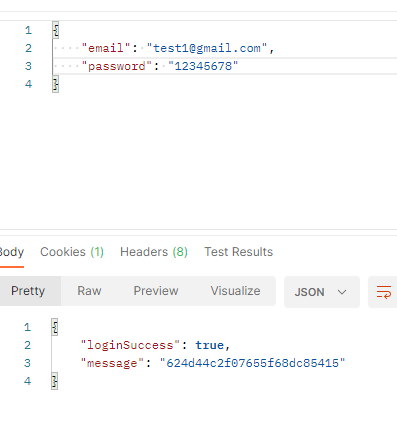 1 {
2 "email": "test1@gmail.com",
3 "password": "12345678"
4 }
Body Cookies (1) Headers (8) Test Results
Pretty Raw Preview Visualize JSON
1 {
2 "loginSuccess": true,
3 "message": "624d44c2f07655f68dc85415"
4 }